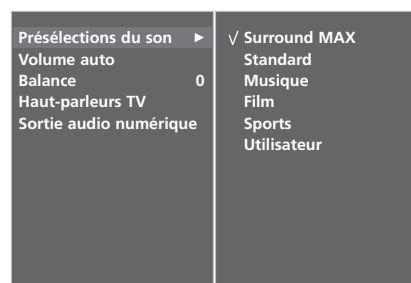 Présélections du son ►
Volume auto
Balance 0
Haut-parleurs TV
Sortie audio numérique
√ Surround MAX
Standard
Musique
Film
Sports
Utilisateur